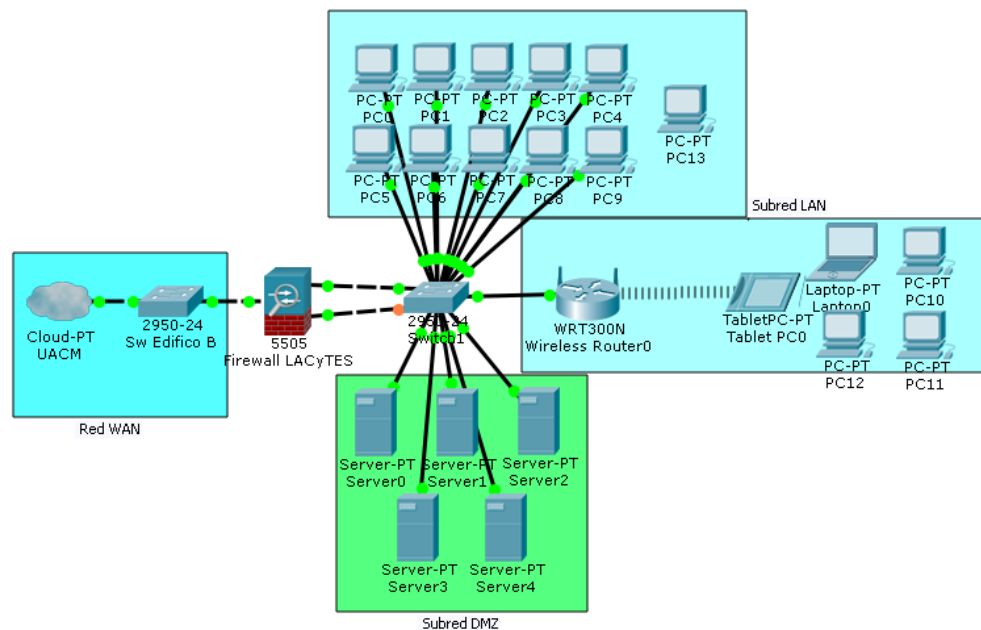 PC-PT
PC0
PC-PT
PC1
PC-PT
PC2
PC-PT
PC3
PC-PT
PC4
PC-PT
PC13
PC-PT
PC5
PC-PT
PC6
PC-PT
PC7
PC-PT
PC8
PC-PT
PC9
Subred LAN
Cloud-PT
UACM
2950-24
Sw Edifico B
5505
Firewall LACyTES
2950-24
Switch1
WRT300N
Wireless Router0
TabletPC-PT
Tablet PC0
Laptop-PT
Laptop0
PC-PT
PC10
PC-PT
PC12
PC-PT
PC11
Red WAN
Server-PT
Server0
Server-PT
Server1
Server-PT
Server2
Server-PT
Server3
Server-PT
Server4
Subred DMZ